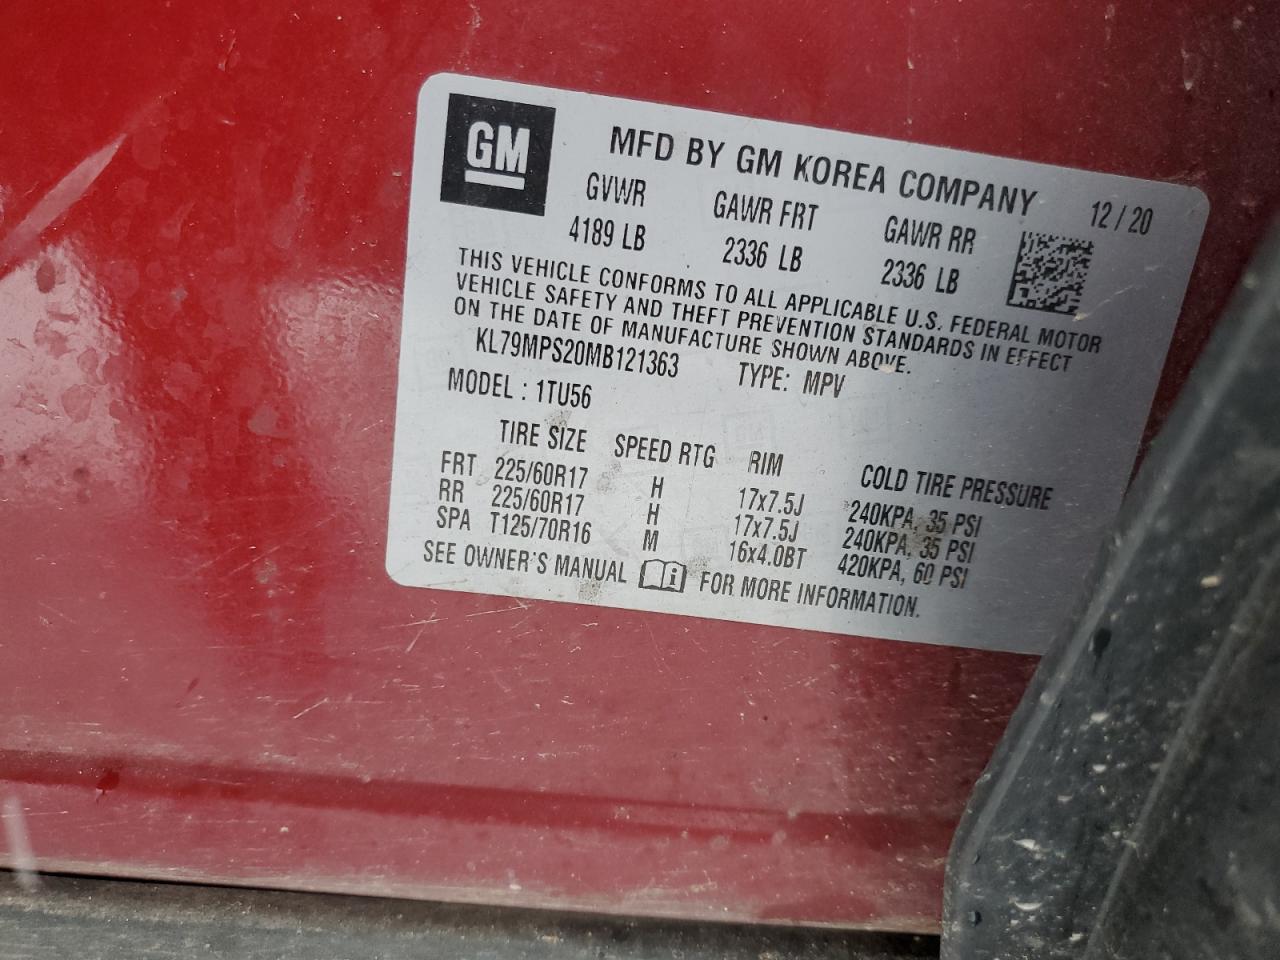 GM
MFD BY GM KOREA COMPANY
12 / 20
GVWR GAWR FRT GAWR RR
4189 LB 2336 LB 2336 LB
THIS VEHICLE CONFORMS TO ALL APPLICABLE U.S. FEDERAL MOTOR
VEHICLE SAFETY AND THEFT PREVENTION STANDARDS IN EFFECT
ON THE DATE OF MANUFACTURE SHOWN ABOVE.
KL79MPS20MB121363 TYPE: MPV
MODEL : 1TU56
TIRE SIZE SPEED RTG RIM COLD TIRE PRESSURE
FRT 225/60R17 H 17x7.5J 240KPA, 35 PSI
RR 225/60R17 H 17x7.5J 240KPA, 35 PSI
SPA T125/70R16 M 16x4.0BT 420KPA, 60 PSI
SEE OWNER'S MANUAL i FOR MORE INFORMATION.